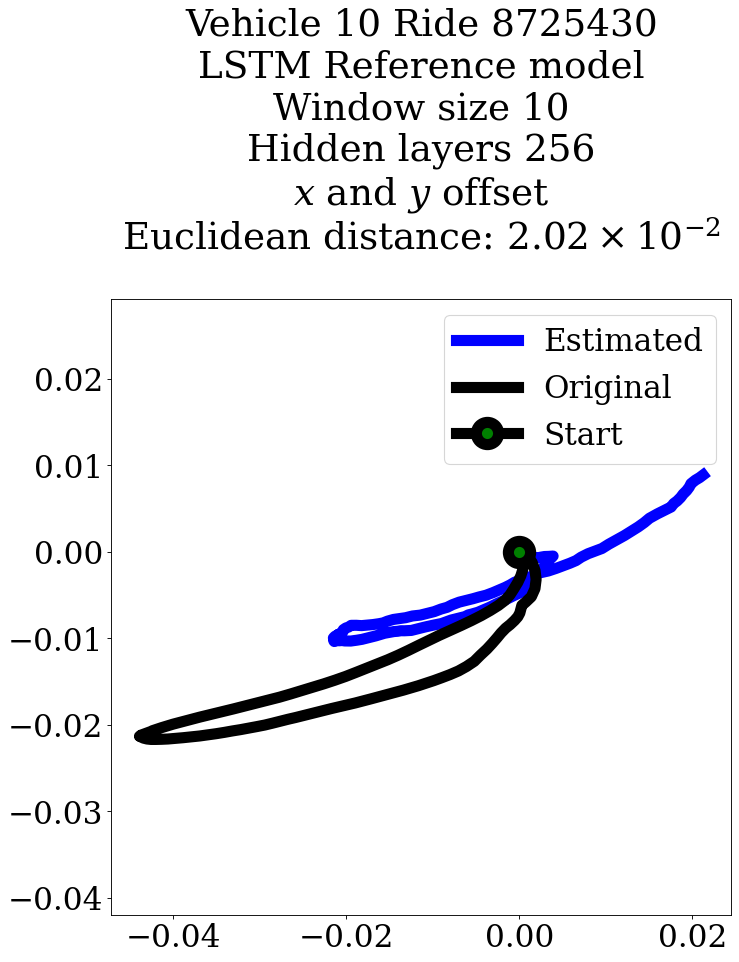 Vehicle 10 Ride 8725430
LSTM Reference model
Window size 10
Hidden layers 256
x and y offset
Euclidean distance: 2.02 × 10⁻²
Estimated
Original
Start
0.02
0.01
0.00
−0.01
−0.02
−0.03
−0.04
−0.04 −0.02 0.00 0.02